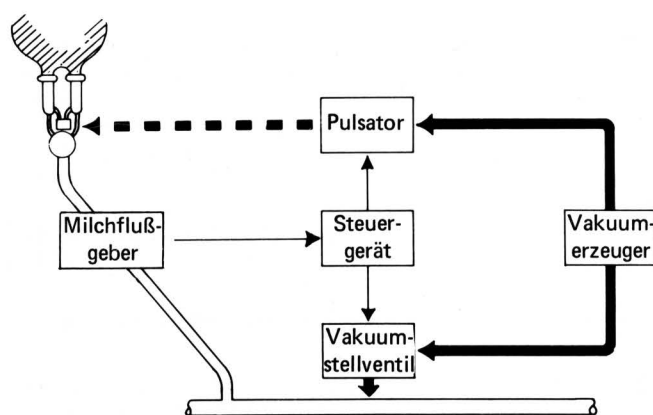 Pulsator
Milchfluß-
geber
Steuer-
gerät
Vakuum-
erzeuger
Vakuum-
stellventil